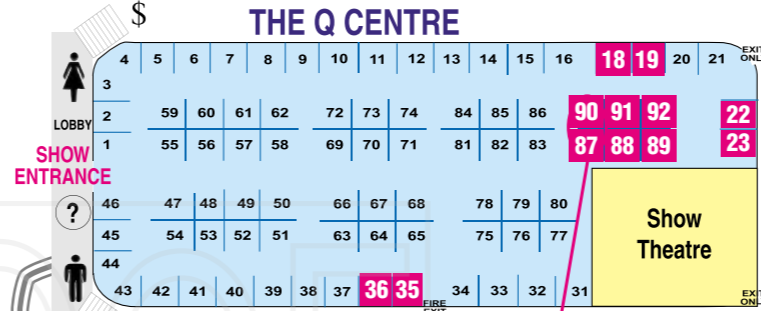 $
THE Q CENTRE
4 5 6 7 8 9 10 11 12 13 14 15 16 18 19 20 21
EXIT
ONL
3
2
59 60 61 62 72 73 74 84 85 86 90 91 92 22
LOBBY
1
55 56 57 58 69 70 71 81 82 83 87 88 89 23
SHOW
ENTRANCE
46
47 48 49 50 66 67 68 78 79 80
?
45
54 53 52 51 63 64 65 75 76 77
Show
Theatre
44
43 42 41 40 39 38 37 36 35 34 33 32 31
FIRE
EXIT
EXIT
ONL